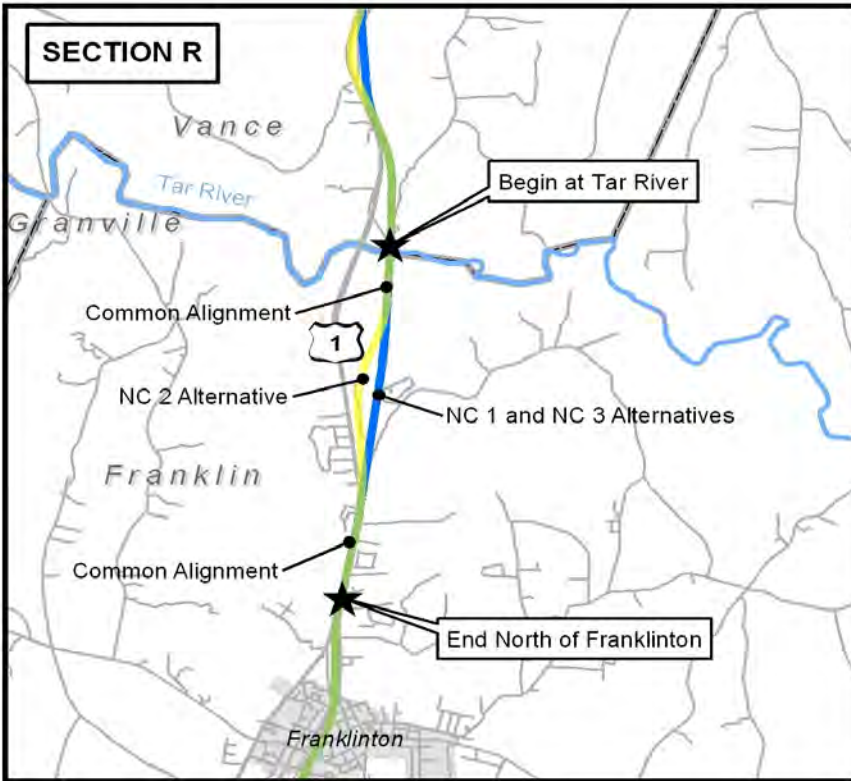 SECTION R
Vance
Begin at Tar River
Tar River
Granville
Common Alignment
1
NC 2 Alternative
NC 1 and NC 3 Alternatives
Franklin
Common Alignment
End North of Franklinton
Franklinton